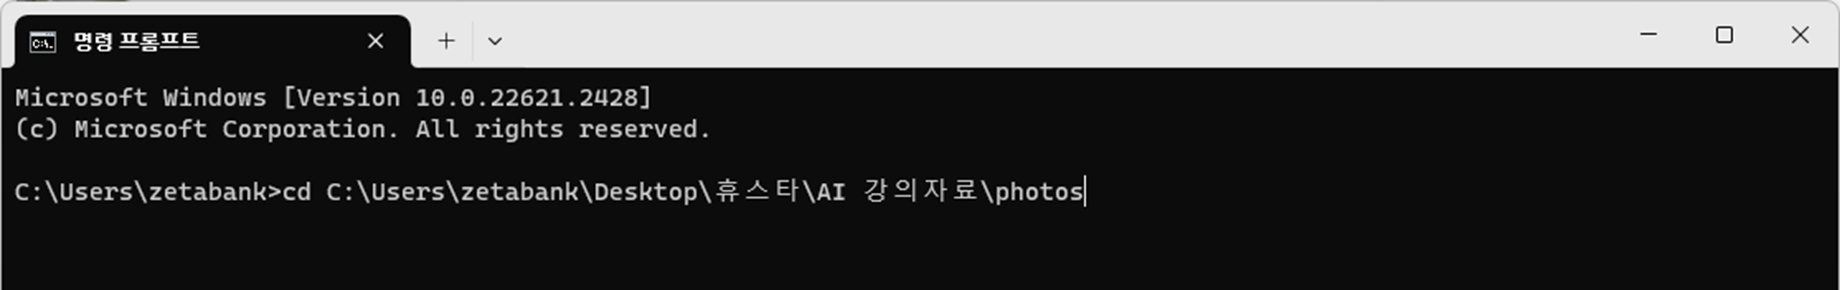 명령 프롬프트
Microsoft Windows [Version 10.0.22621.2428]
(c) Microsoft Corporation. All rights reserved.
C:\Users\zetabank>cd C:\Users\zetabank\Desktop\휴스타\AI 강의자료\photos